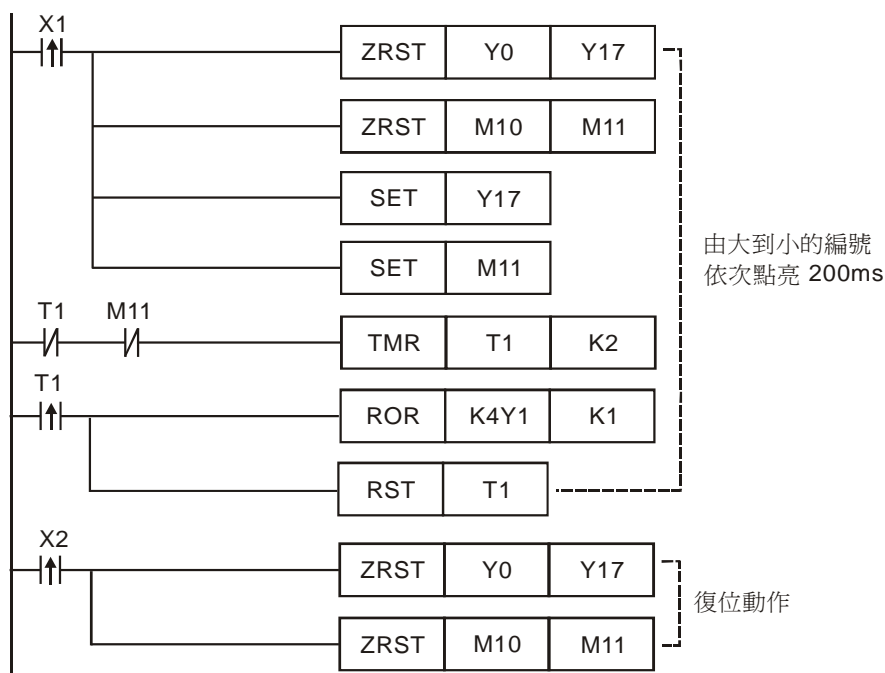 X1
ZRST Y0 Y17
ZRST M10 M11
SET Y17
SET M11
由大到小的編號
依次點亮 200ms
T1 M11
TMR T1 K2
T1
ROR K4Y1 K1
RST T1
X2
ZRST Y0 Y17
復位動作
ZRST M10 M11